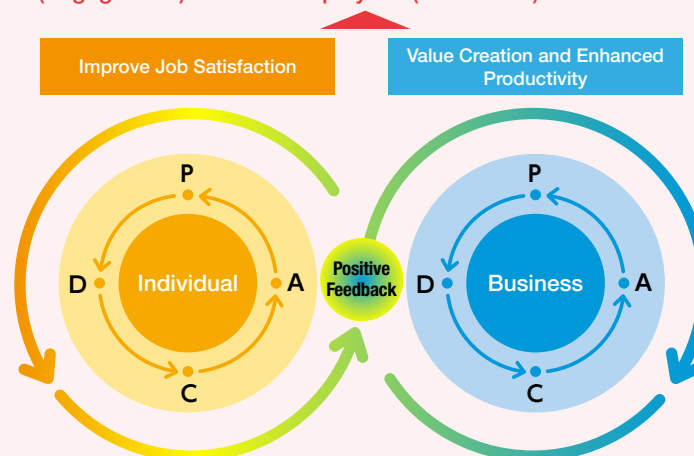 Improve Job Satisfaction
Value Creation and Enhanced
Productivity
P
D
Individual
A
C
Positive
Feedback
P
D
Business
A
C